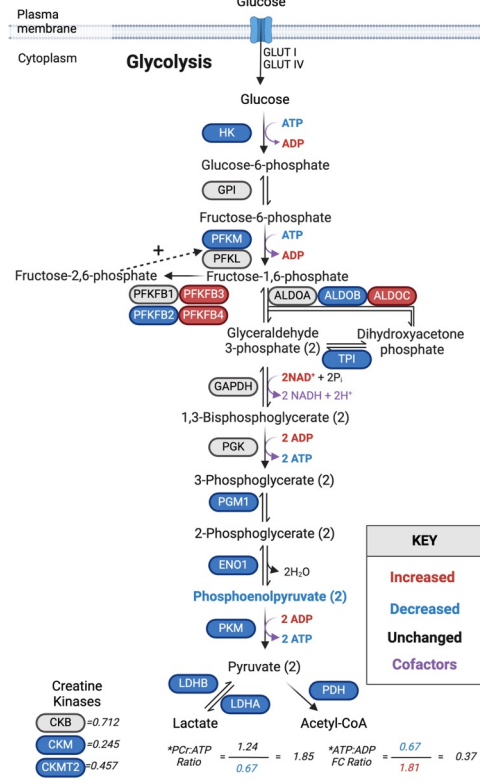 Glucose
Plasma
membrane
Cytoplasm
Glycolysis
GLUT I
GLUT IV
Glucose
HK
ATP
ADP
Glucose-6-phosphate
GPI
Fructose-6-phosphate
PFKM
PFKL
ATP
ADP
+
Fructose-2,6-phosphate
Fructose-1,6-phosphate
PFKFB1 PFKFB3
PFKFB2 PFKFB4
ALDOA ALDOB ALDOC
Glyceraldehyde
3-phosphate (2)
Dihydroxyacetone
phosphate
TPI
GAPDH
2NAD⁺ + 2Pᵢ
2 NADH + 2H⁺
1,3-Bisphosphoglycerate (2)
PGK
2 ADP
2 ATP
3-Phosphoglycerate (2)
PGM1
2-Phosphoglycerate (2)
ENO1
2H₂O
Phosphoenolpyruvate (2)
PKM
2 ADP
2 ATP
Pyruvate (2)
LDHB
LDHA
PDH
Lactate
Acetyl-CoA
KEY
Increased
Decreased
Unchanged
Cofactors
Creatine
Kinases
CKB =0.712
CKM =0.245
CKMT2 =0.457
*PCr:ATP
Ratio
1.24
0.67
= 1.85
*ATP:ADP
FC Ratio
0.67
1.81
= 0.37